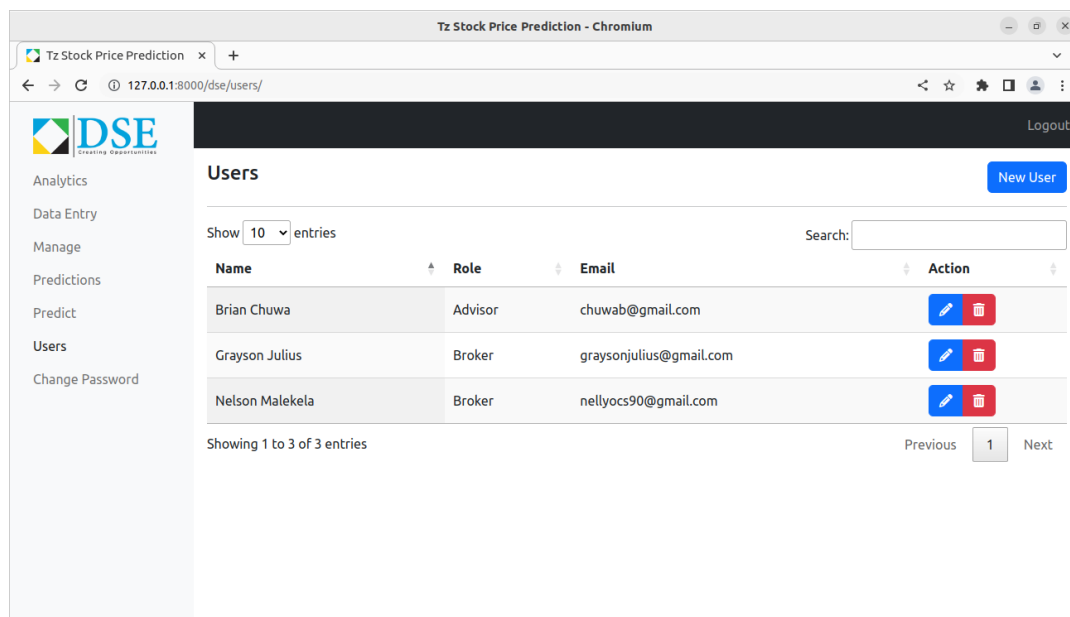 Tz Stock Price Prediction - Chromium
Tz Stock Price Prediction
127.0.0.1:8000/dse/users/
DSE
Creating Opportunities
Logout
Analytics
Data Entry
Manage
Predictions
Predict
Users
Change Password
Users
New User
Show 10 entries
Search:
Name Role Email Action
Brian Chuwa Advisor chuwab@gmail.com
Grayson Julius Broker graysonjulius@gmail.com
Nelson Malekela Broker nellyocs90@gmail.com
Showing 1 to 3 of 3 entries
Previous 1 Next